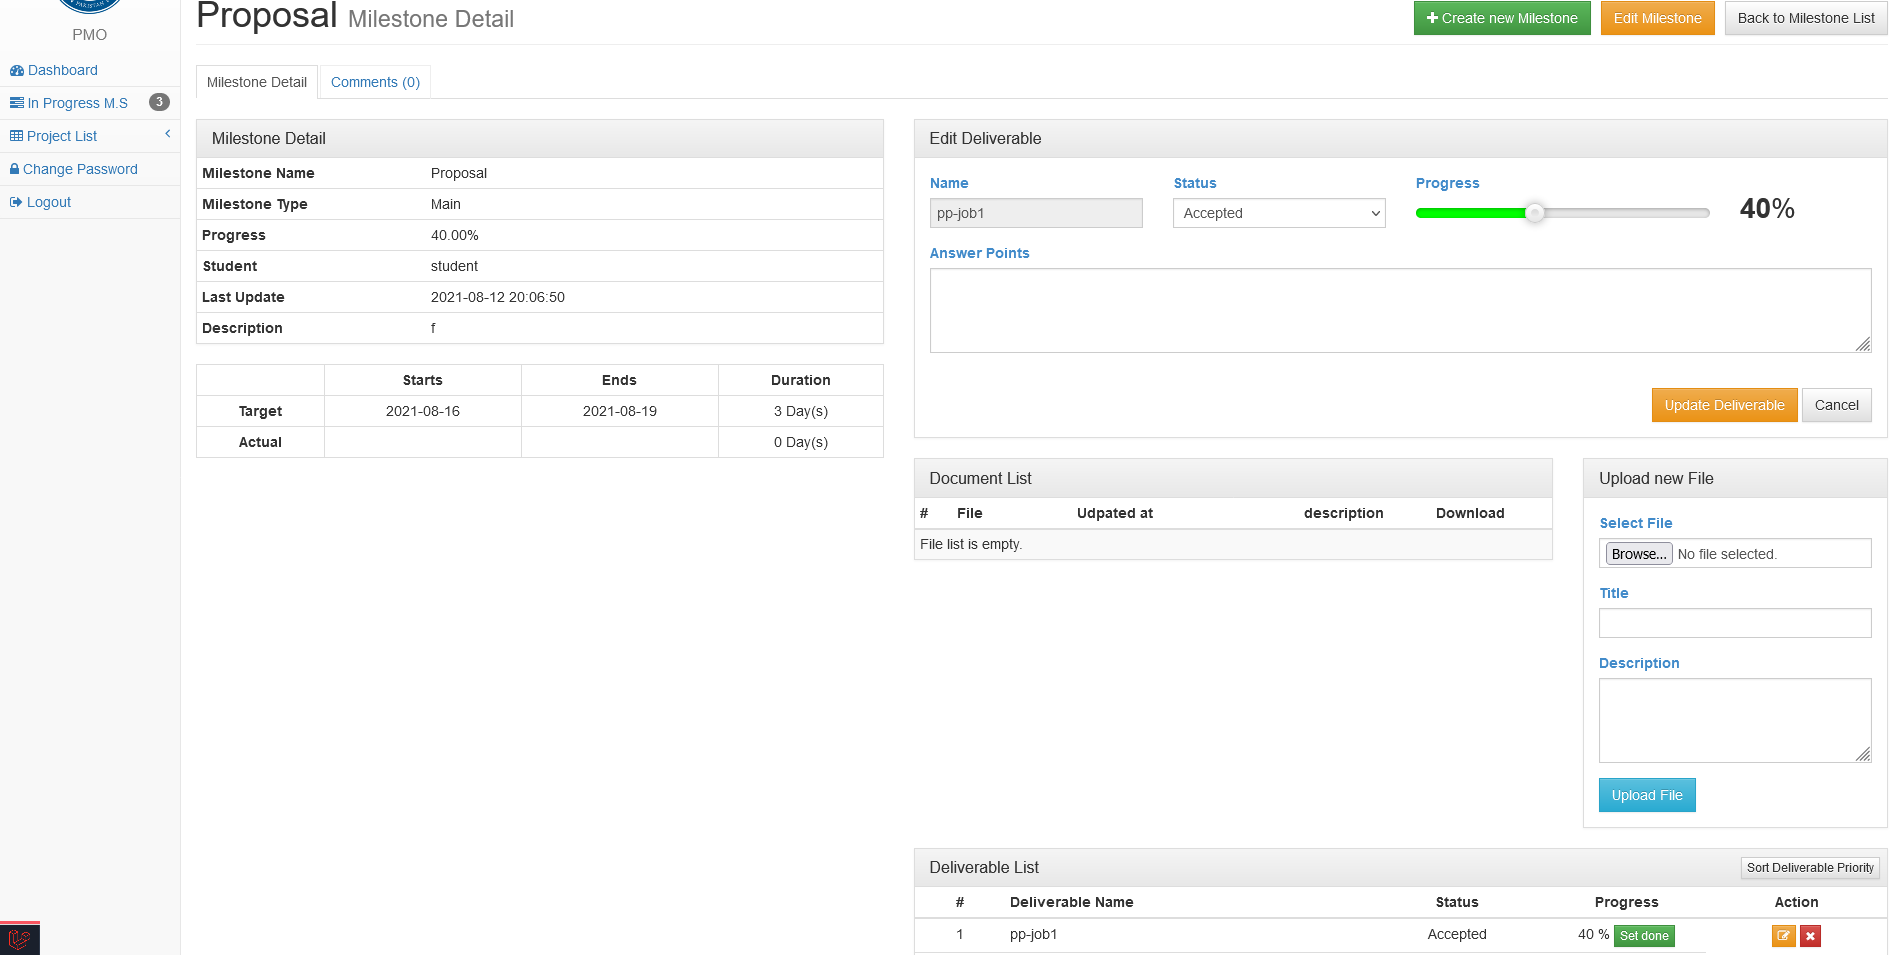 PAKISTAN
PMO
Dashboard
In Progress M.S 3
Project List
Change Password
Logout
Proposal Milestone Detail
Create new Milestone Edit Milestone Back to Milestone List
Milestone Detail Comments (0)
Milestone Detail
Milestone Name Proposal
Milestone Type Main
Progress 40.00%
Student student
Last Update 2021-08-12 20:06:50
Description f
Starts Ends Duration
Target 2021-08-16 2021-08-19 3 Day(s)
Actual 0 Day(s)
Edit Deliverable
Name Status Progress
pp-job1 Accepted 40%
Answer Points
Update Deliverable Cancel
Document List
# File Udpated at description Download
File list is empty.
Upload new File
Select File
Browse... No file selected.
Title
Description
Upload File
Deliverable List Sort Deliverable Priority
# Deliverable Name Status Progress Action
1 pp-job1 Accepted 40 % Set done